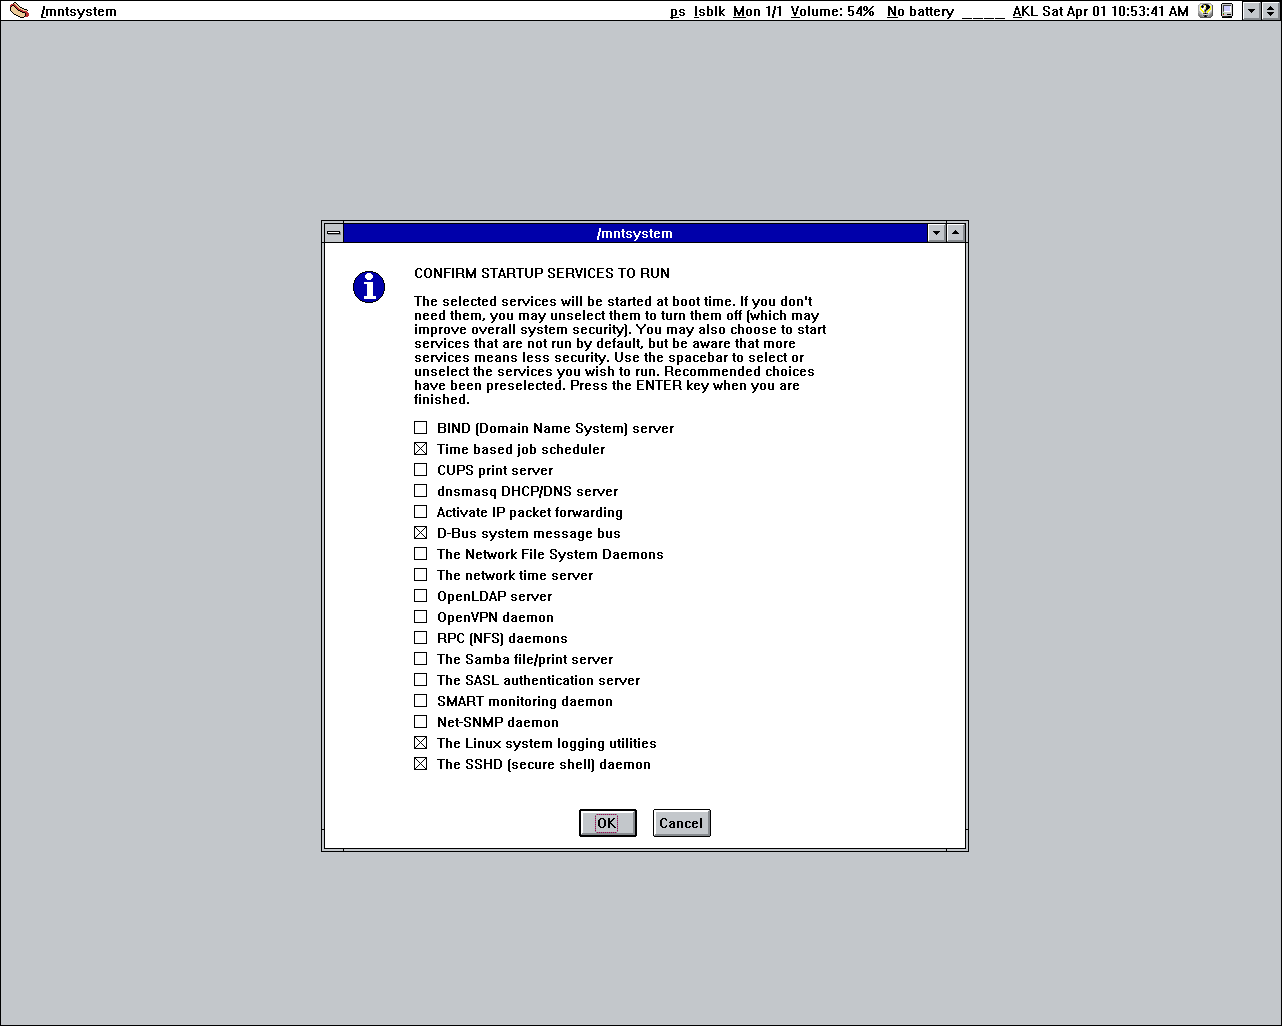 /mntsystem ps lsblk Mon 1/1 Volume: 54% No battery ____ AKL Sat Apr 01 10:53:41 AM
/mntsystem
CONFIRM STARTUP SERVICES TO RUN
The selected services will be started at boot time. If you don't
need them, you may unselect them to turn them off (which may
improve overall system security). You may also choose to start
services that are not run by default, but be aware that more
services means less security. Use the spacebar to select or
unselect the services you wish to run. Recommended choices
have been preselected. Press the ENTER key when you are
finished.
BIND (Domain Name System) server
Time based job scheduler
CUPS print server
dnsmasq DHCP/DNS server
Activate IP packet forwarding
D-Bus system message bus
The Network File System Daemons
The network time server
OpenLDAP server
OpenVPN daemon
RPC (NFS) daemons
The Samba file/print server
The SASL authentication server
SMART monitoring daemon
Net-SNMP daemon
The Linux system logging utilities
The SSHD (secure shell) daemon
OK Cancel